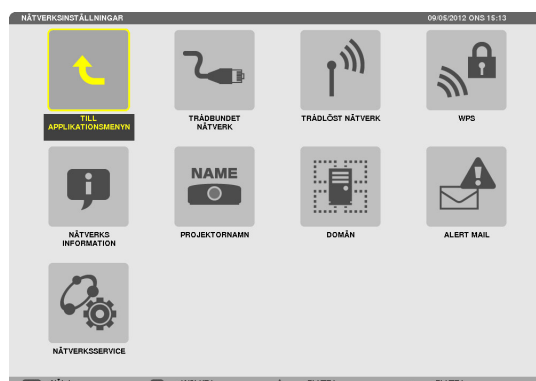 NÄTVERKSINSTÄLLNINGAR 09/05/2012 ONS 15:13
TILL
APPLIKATIONSMENYN
TRÅDBUNDET
NÄTVERK
TRÅDLÖST NÄTVERK
WPS
NÄTVERKS
INFORMATION
NAME
PROJEKTORNAMN
DOMÄN
ALERT MAIL
NÄTVERKSSERVICE